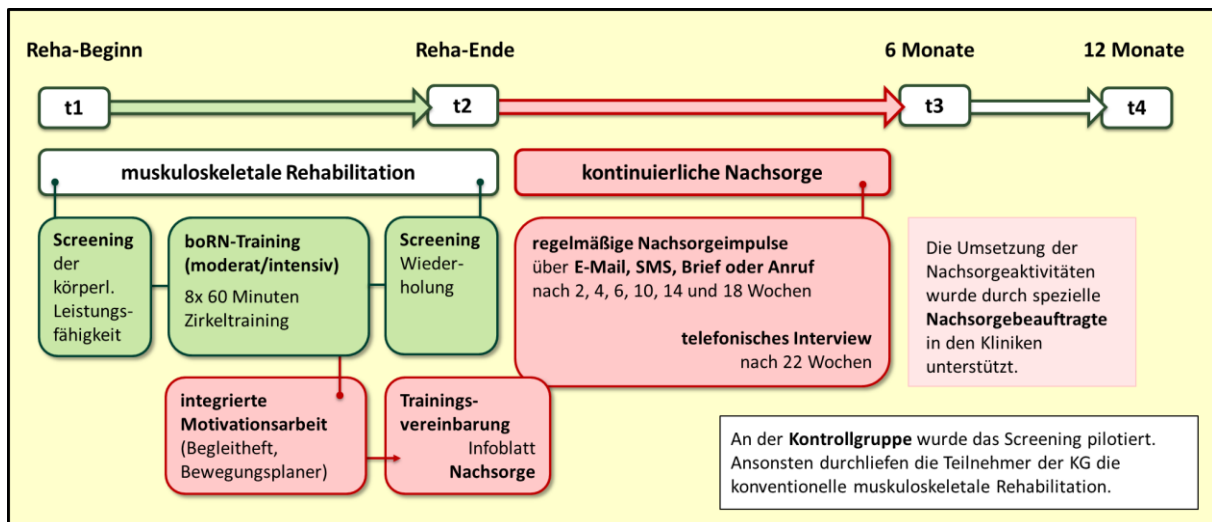 Reha-Beginn
Reha-Ende
6 Monate
12 Monate
t1
t2
t3
t4
muskuloskeletale Rehabilitation
kontinuierliche Nachsorge
Screening
der
körperl.
Leistungs-
fähigkeit
boRN-Training
(moderat/intensiv)
8x 60 Minuten
Zirkeltraining
Screening
Wieder-
holung
regelmäßige Nachsorgeimpulse
über E-Mail, SMS, Brief oder Anruf
nach 2, 4, 6, 10, 14 und 18 Wochen
telefonisches Interview
nach 22 Wochen
Die Umsetzung der
Nachsorgeaktivitäten
wurde durch spezielle
Nachsorgebeauftragte
in den Kliniken
unterstützt.
integrierte
Motivationsarbeit
(Begleitheft,
Bewegungsplaner)
Trainings-
vereinbarung
Infoblatt
Nachsorge
An der Kontrollgruppe wurde das Screening pilotiert.
Ansonsten durchliefen die Teilnehmer der KG die
konventionelle muskuloskeletale Rehabilitation.